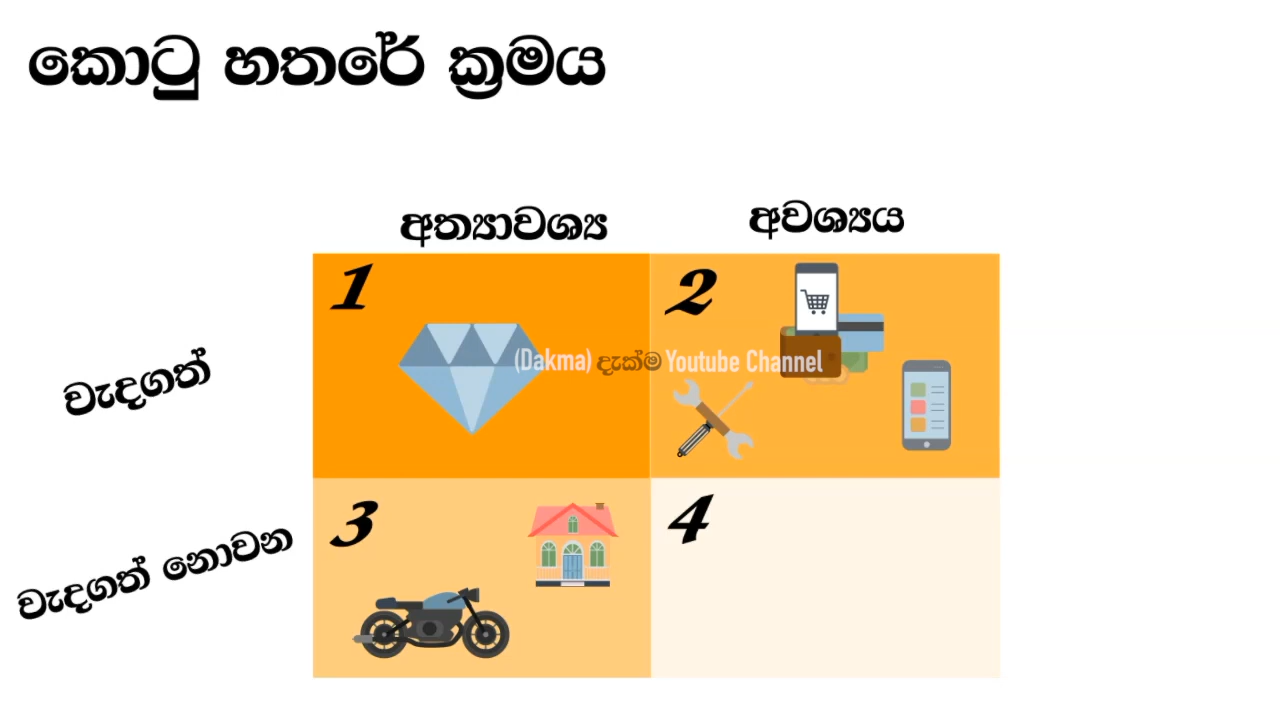 කොටු හතරේ ක්‍රමය
අත්‍යාවශ්‍ය
අවශ්‍යය
1
2
(Dakma) දැක්ම Youtube Channel
වැදගත්
3
4
වැදගත් නොවන